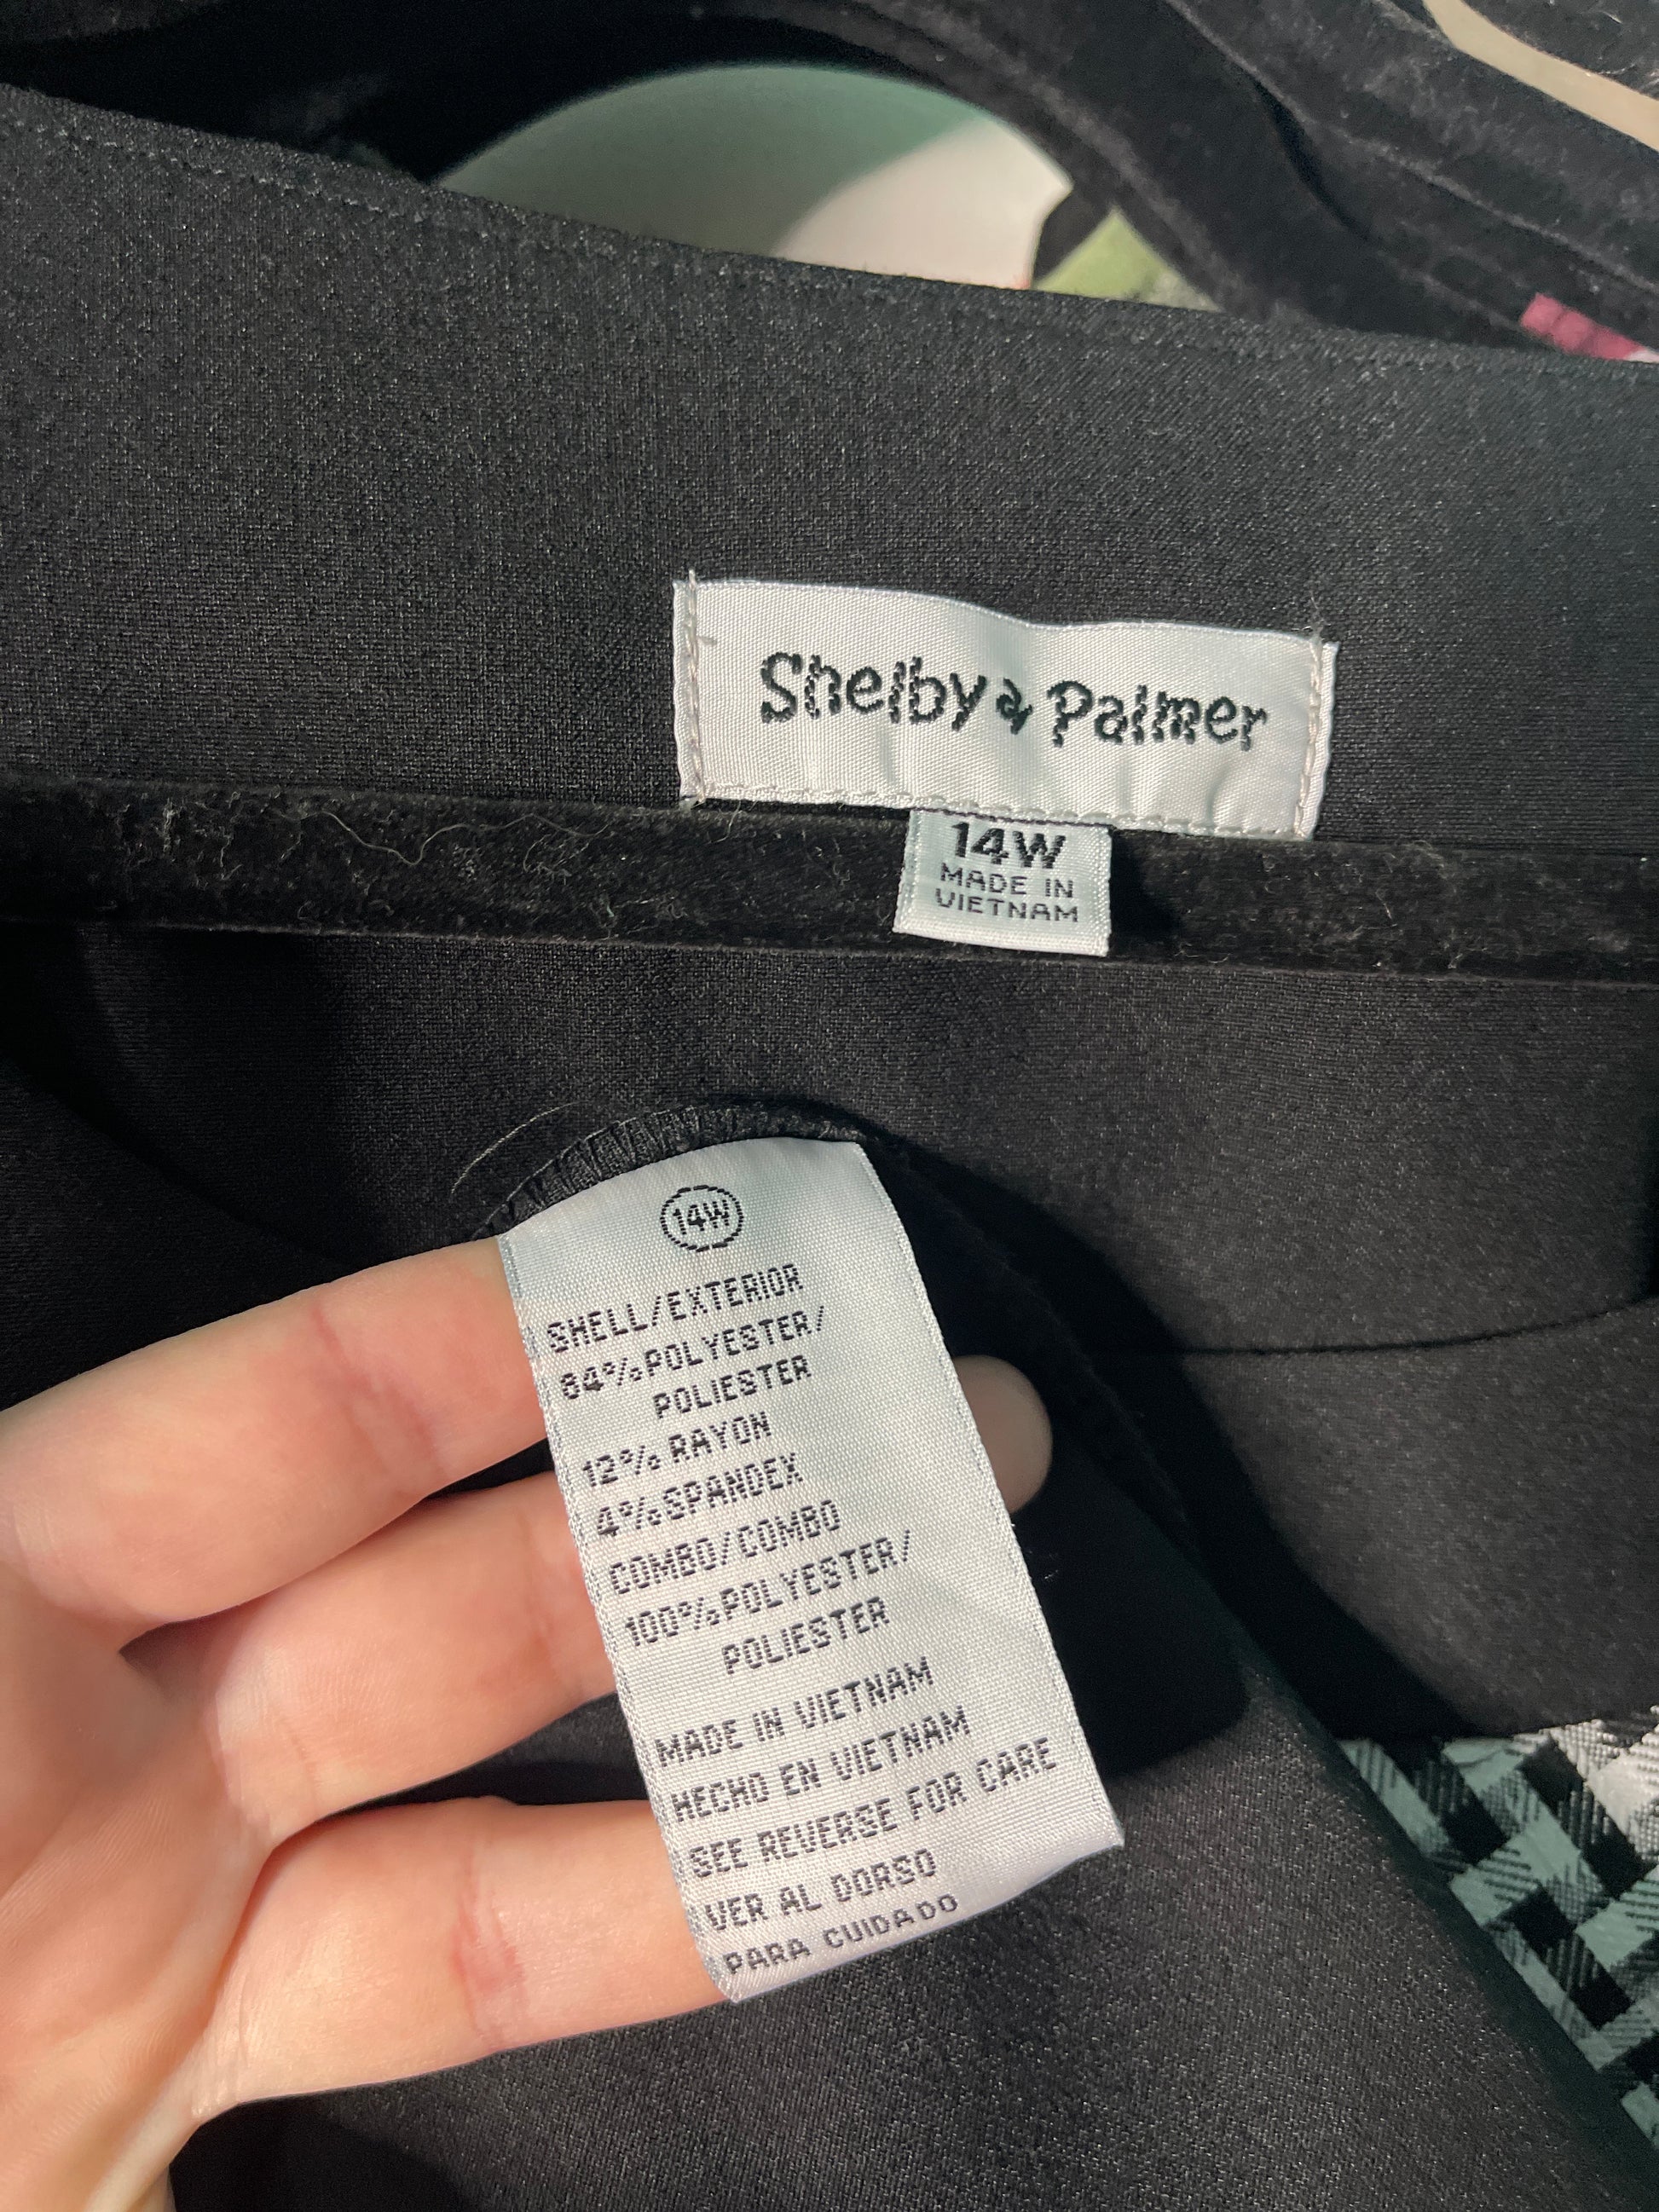 Shelby & Palmer
14W
MADE IN
VIETNAM
14W
SHELL/EXTERIOR
84%POLYESTER/
POLIESTER
12% RAYON
4%SPANDEX
COMBO/COMBO
100%POLYESTER/
POLIESTER
MADE IN VIETNAM
HECHO EN VIETNAM
SEE REVERSE FOR CARE
VER AL DORSO
PARA CUIDADO